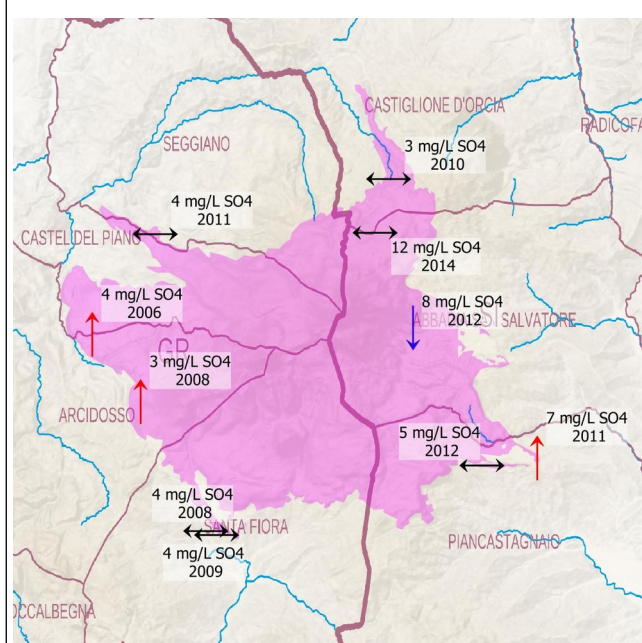 CASTIGLIONE D'ORCIA
RADICOFA
SEGGIANO
3 mg/L SO4
2010
4 mg/L SO4
2011
CASTEL DEL PIANO
12 mg/L SO4
2014
4 mg/L SO4
2006
8 mg/L SO4
2012
SALVATORE
GR
3 mg/L SO4
2008
ARCIDOSSO
7 mg/L SO4
2011
5 mg/L SO4
2012
4 mg/L SO4
2008
SANTA FIORA
PIANCASTAGNAIO
4 mg/L SO4
2009
OCCALBEGNA